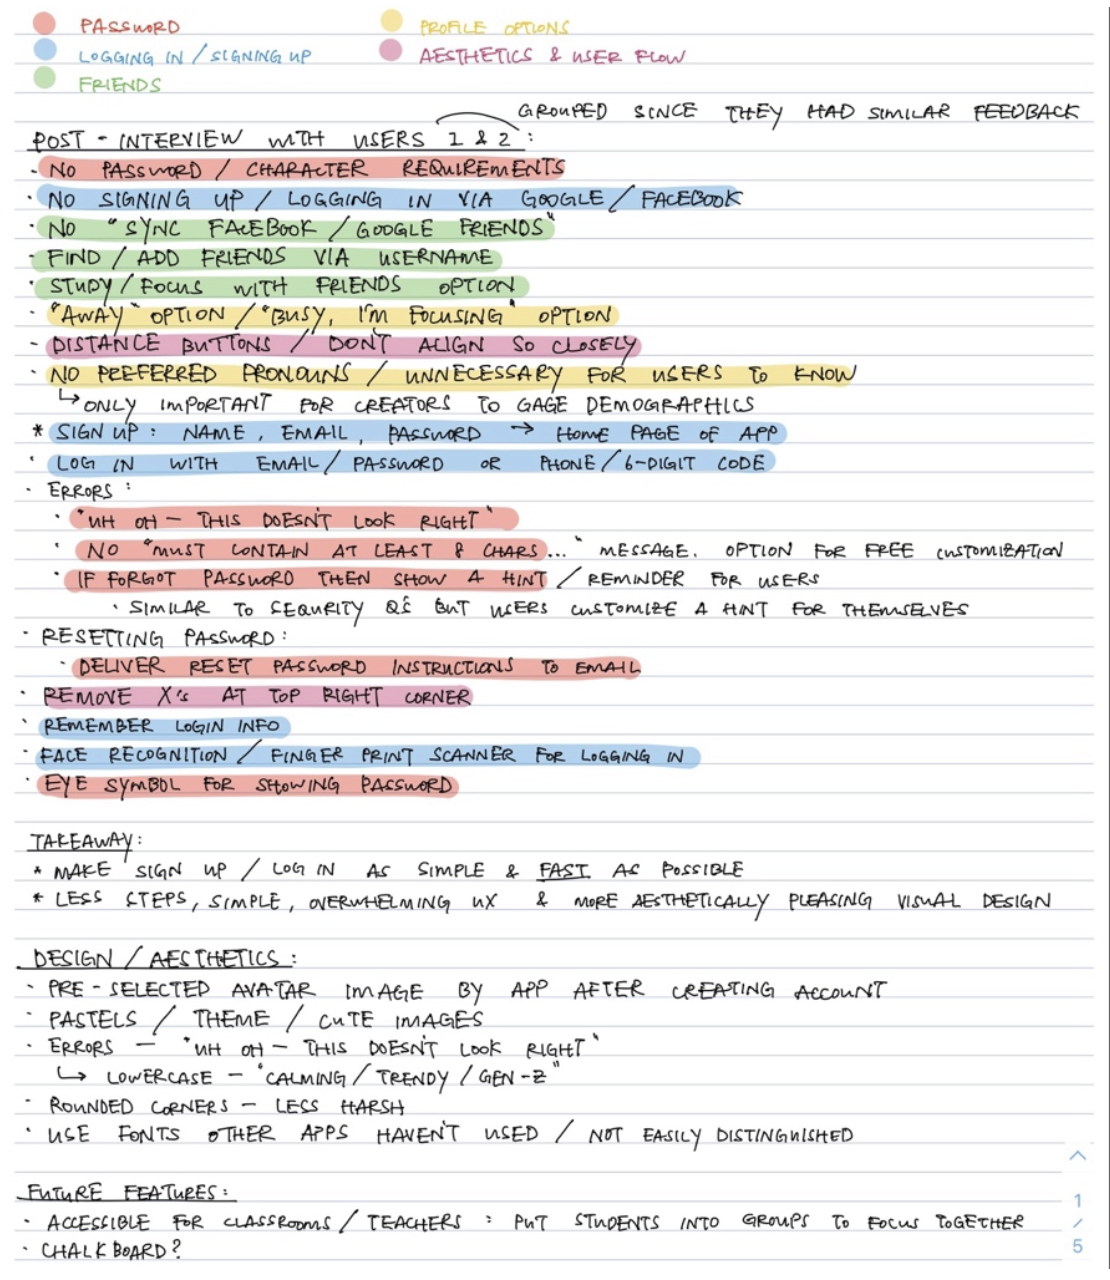 PASSWORD
PROFILE OPTIONS
LOGGING IN / SIGNING UP
AESTHETICS & USER FLOW
FRIENDS
GROUPED SINCE THEY HAD SIMILAR FEEDBACK
POST - INTERVIEW WITH USERS 1 & 2 :
- NO PASSWORD / CHARACTER REQUIREMENTS
· NO SIGNING UP / LOGGING IN VIA GOOGLE / FACEBOOK
· NO "SYNC FACEBOOK / GOOGLE FRIENDS"
· FIND / ADD FRIENDS VIA USERNAME
· STUDY / FOCUS WITH FRIENDS OPTION
· "AWAY" OPTION / "BUSY, I'M FOCUSING" OPTION
- DISTANCE BUTTONS / DON'T ALIGN SO CLOSELY
· NO PREFERRED PRONOUNS / UNNECESSARY FOR USERS TO KNOW
↳ ONLY IMPORTANT FOR CREATORS TO GAGE DEMOGRAPHICS
* SIGN UP : NAME, EMAIL, PASSWORD → HOME PAGE OF APP
· LOG IN WITH EMAIL / PASSWORD OR PHONE / 6-DIGIT CODE
· ERRORS :
· "UH OH — THIS DOESN'T LOOK RIGHT"
· NO "MUST CONTAIN AT LEAST 8 CHARS..." MESSAGE. OPTION FOR FREE CUSTOMIZATION
· IF FORGOT PASSWORD THEN SHOW A HINT / REMINDER FOR USERS
· SIMILAR TO SEQURITY QS BUT USERS CUSTOMIZE A HINT FOR THEMSELVES
· RESETTING PASSWORD :
· DELIVER RESET PASSWORD INSTRUCTIONS TO EMAIL
· REMOVE X's AT TOP RIGHT CORNER
· REMEMBER LOGIN INFO
· FACE RECOGNITION / FINGER PRINT SCANNER FOR LOGGING IN
· EYE SYMBOL FOR SHOWING PASSWORD
TAKEAWAY :
* MAKE SIGN UP / LOG IN AS SIMPLE & FAST AS POSSIBLE
* LESS STEPS, SIMPLE, OVERWHELMING UX & MORE AESTHETICALLY PLEASING VISUAL DESIGN
DESIGN / AESTHETICS :
· PRE - SELECTED AVATAR IMAGE BY APP AFTER CREATING ACCOUNT
· PASTELS / THEME / CUTE IMAGES
· ERRORS — "UH OH — THIS DOESN'T LOOK RIGHT"
↳ LOWERCASE — "CALMING / TRENDY / GEN-Z"
· ROUNDED CORNERS — LESS HARSH
· USE FONTS OTHER APPS HAVEN'T USED / NOT EASILY DISTINGUISHED
FUTURE FEATURES :
· ACCESSIBLE FOR CLASSROOMS / TEACHERS : PUT STUDENTS INTO GROUPS TO FOCUS TOGETHER
· CHALKBOARD?
1
/
5